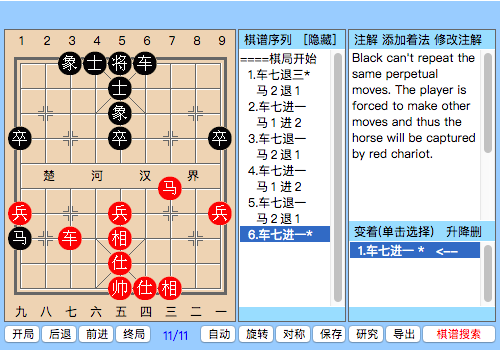 1 2 3 4 5 6 7 8 9
象 士 将 车
士
象
卒 卒 卒
楚 河 汉 界
马
兵 兵 兵
马 车 相
仕
帅 仕 相
九 八 七 六 五 四 三 二 一
棋谱序列 [隐藏]
====棋局开始
1.车七退三*
马2退1
2.车七进一
马1进2
3.车七退一
马2退1
4.车七进一
马1进2
5.车七退一
马2退1
6.车七进一*
注解 添加着法 修改注解
Black can't repeat the
same perpetual
moves. The player is
forced to make other
moves and thus the
horse will be captured
by red chariot.
变着(单击选择) 升降删
1.车七进一 * <--
开局 后退 前进 终局 11/11 自动 旋转 对称 保存 研究 导出 棋谱搜索